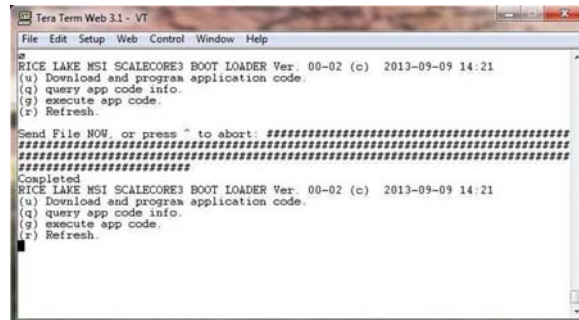 Tera Term Web 3.1 - VT
File Edit Setup Web Control Window Help
RICE LAKE MSI SCALECORE3 BOOT LOADER Ver. 00-02 (c) 2013-09-09 14:21
(u) Download and program application code.
(q) query app code info.
(g) execute app code.
(r) Refresh.
Send File NOW, or press ^ to abort: ############################################
################################################################################
################################################################################
#########################
Completed
RICE LAKE MSI SCALECORE3 BOOT LOADER Ver. 00-02 (c) 2013-09-09 14:21
(u) Download and program application code.
(q) query app code info.
(g) execute app code.
(r) Refresh.